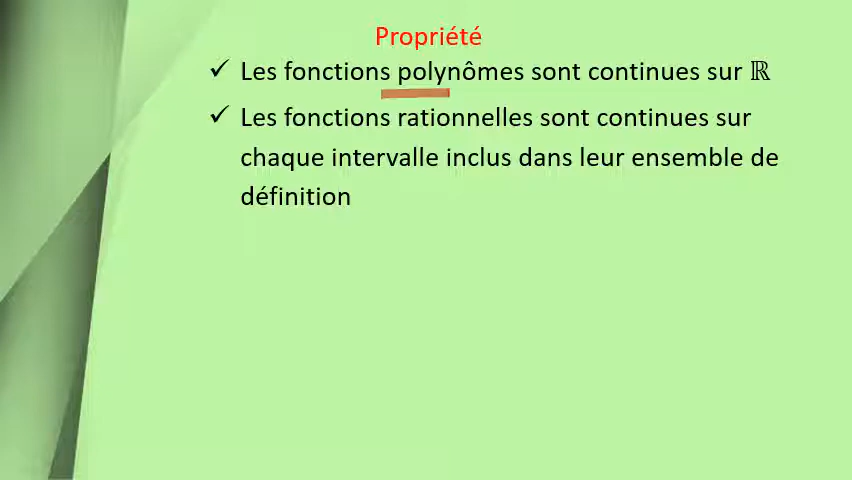 Propriété
✓ Les fonctions polynômes sont continues sur ℝ
✓ Les fonctions rationnelles sont continues sur
chaque intervalle inclus dans leur ensemble de
définition